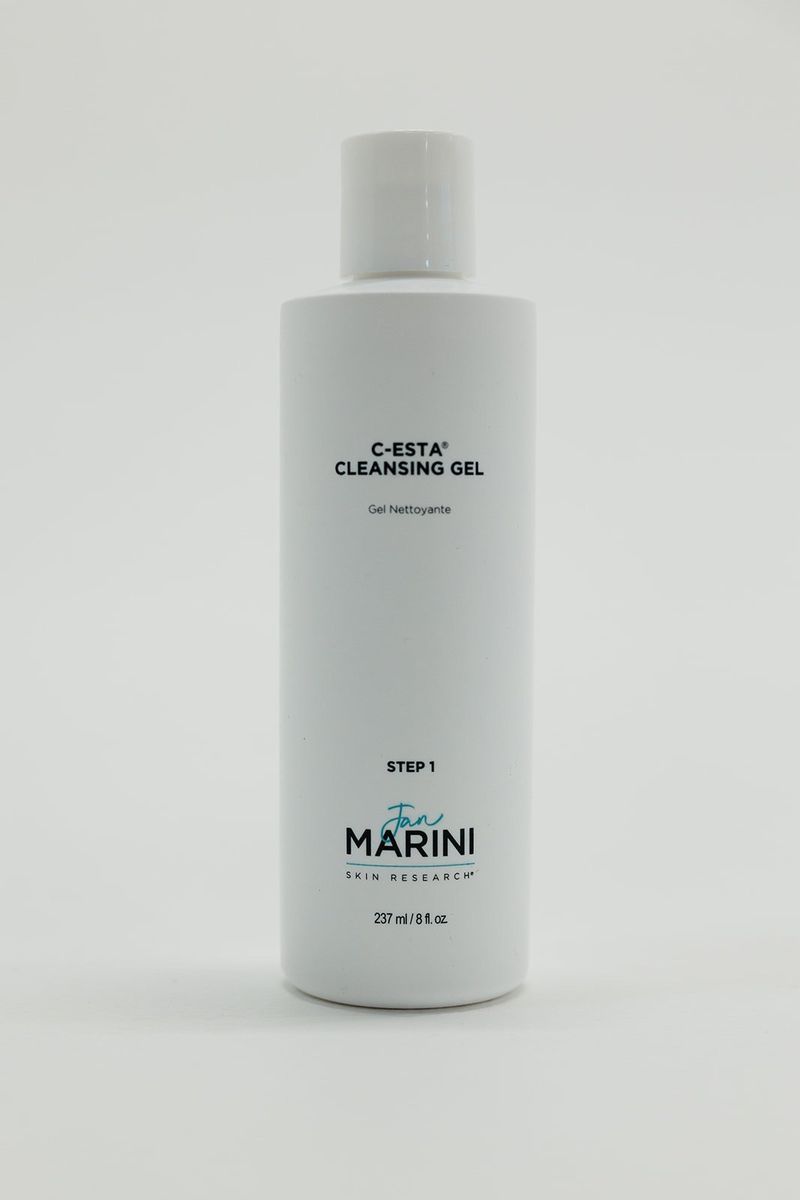 C-ESTA®
CLEANSING GEL
Gel Nettoyante
STEP 1
Jan
MARINI
SKIN RESEARCH®
237 ml / 8 fl. oz.